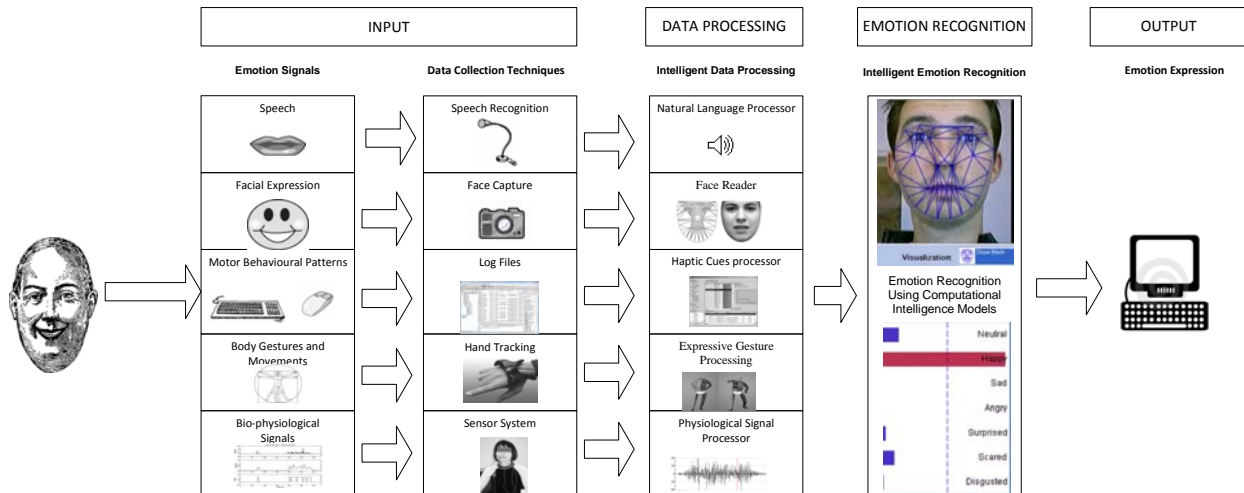 INPUT
DATA PROCESSING
EMOTION RECOGNITION
OUTPUT
Emotion Signals
Data Collection Techniques
Intelligent Data Processing
Intelligent Emotion Recognition
Emotion Expression
Speech
Speech Recognition
Natural Language Processor
Facial Expression
Face Capture
Face Reader
Motor Behavioural Patterns
Log Files
Haptic Cues processor
Body Gestures and
Movements
Hand Tracking
Expressive Gesture
Processing
Bio-physiological
Signals
Sensor System
Physiological Signal
Processor
Visualization:
Emotion Recognition
Using Computational
Intelligence Models
Neutral
Happy
Sad
Angry
Surprised
Scared
Disgusted